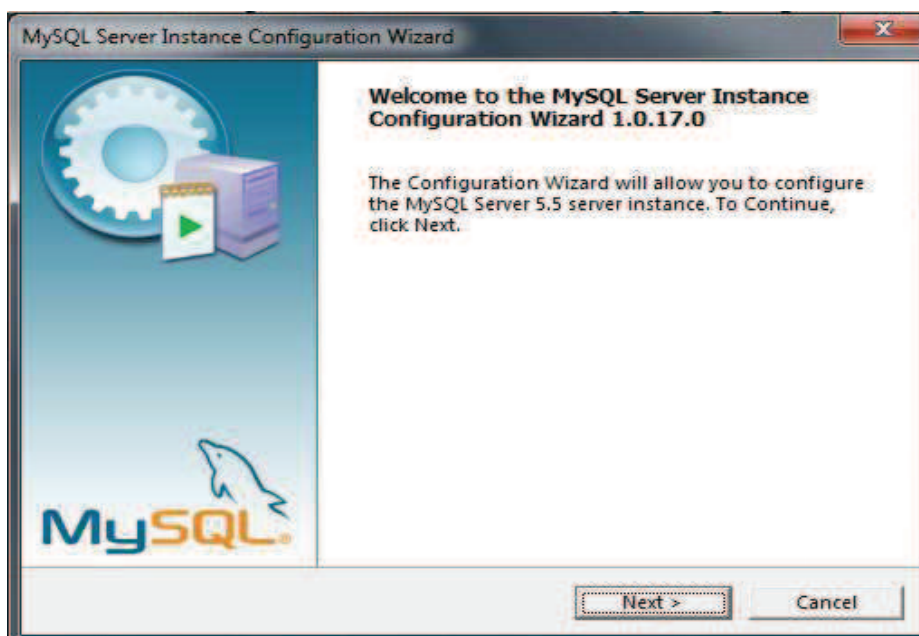 MySQL Server Instance Configuration Wizard
Welcome to the MySQL Server Instance
Configuration Wizard 1.0.17.0
The Configuration Wizard will allow you to configure
the MySQL Server 5.5 server instance. To Continue,
click Next.
MySQL®
Next >
Cancel